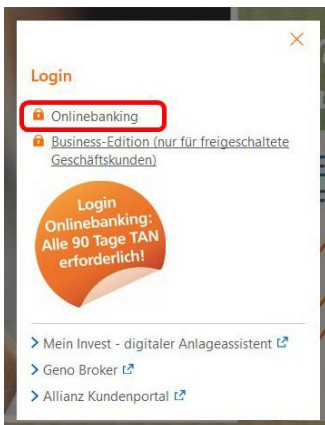 Login
Onlinebanking
Business-Edition (nur für freigeschaltete
Geschäftskunden)
Login
Onlinebanking:
Alle 90 Tage TAN
erforderlich!
Mein Invest - digitaler Anlageassistent
Geno Broker
Allianz Kundenportal